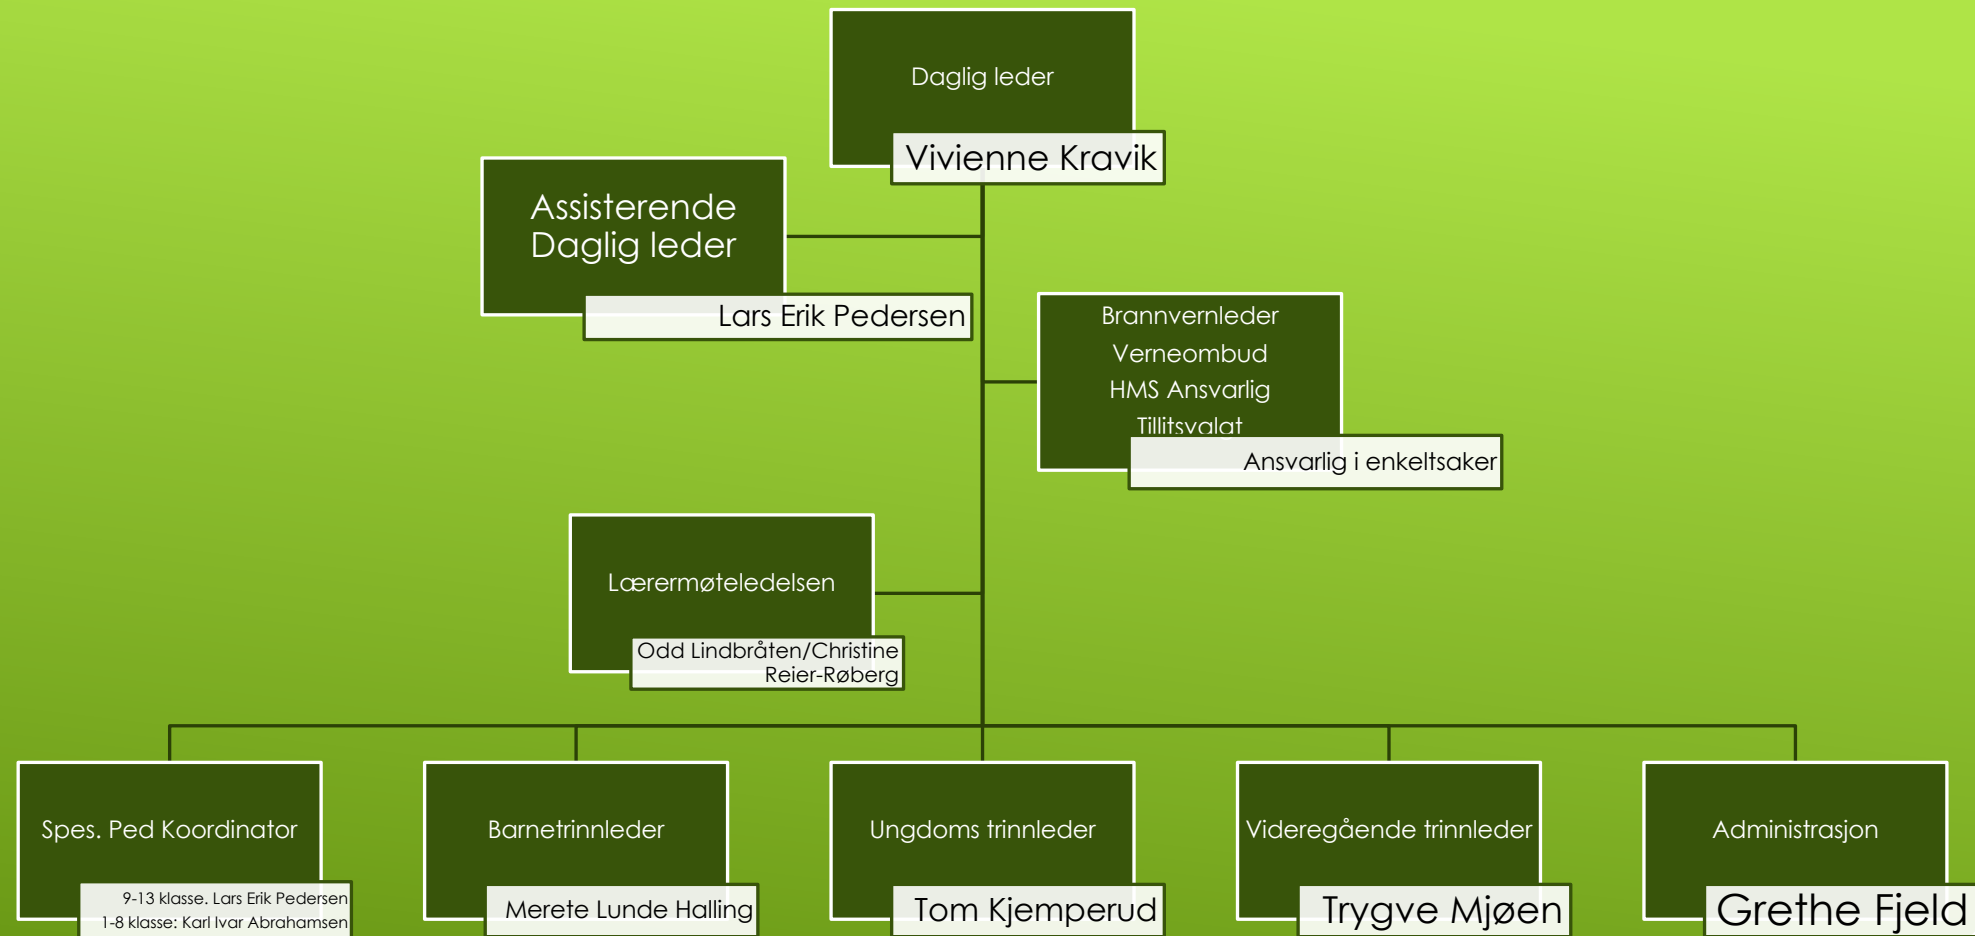 Daglig leder
Vivienne Kravik
Assisterende
Daglig leder
Lars Erik Pedersen
Brannvernleder
Verneombud
HMS Ansvarlig
Tillitsvalgt
Ansvarlig i enkeltsaker
Lærermøteledelsen
Odd Lindbråten/Christine
Reier-Røberg
Spes. Ped Koordinator
9-13 klasse. Lars Erik Pedersen
1-8 klasse: Karl Ivar Abrahamsen
Barnetrinnleder
Merete Lunde Halling
Ungdoms trinnleder
Tom Kjemperud
Videregående trinnleder
Trygve Mjøen
Administrasjon
Grethe Fjeld